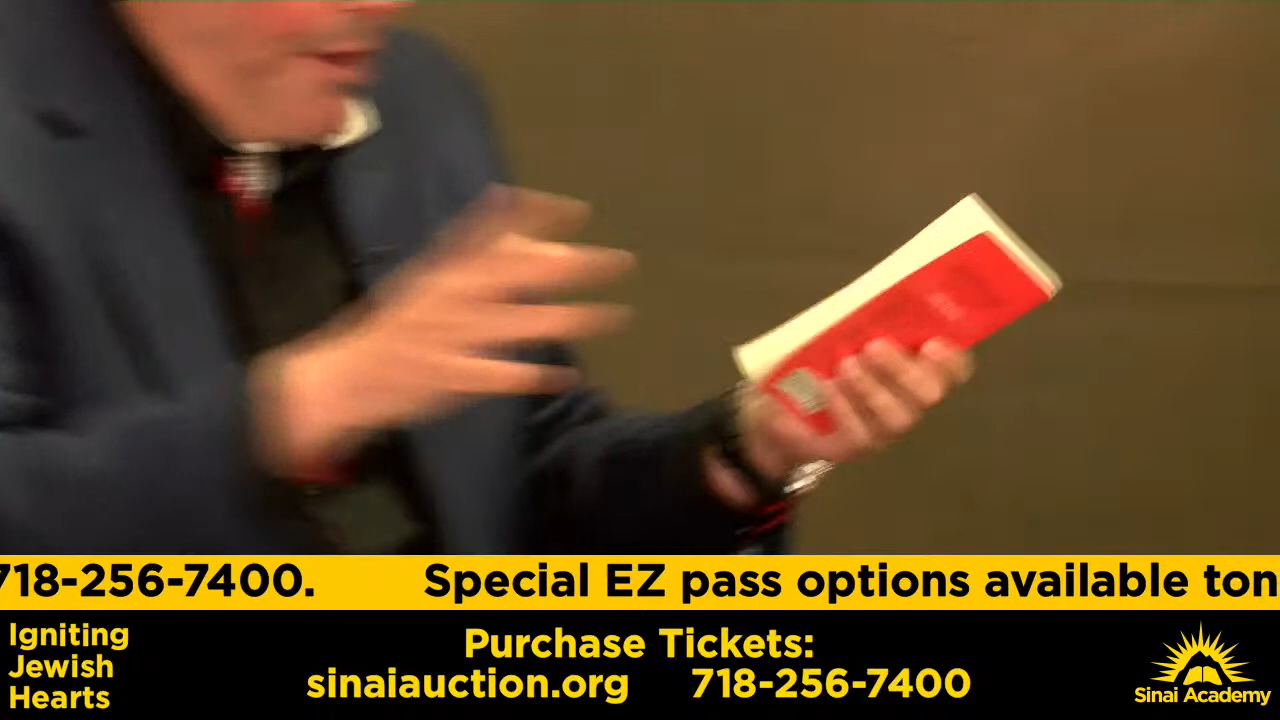 718-256-7400. Special EZ pass options available ton
Igniting
Jewish
Hearts
Purchase Tickets:
sinaiauction.org 718-256-7400
Sinai Academy